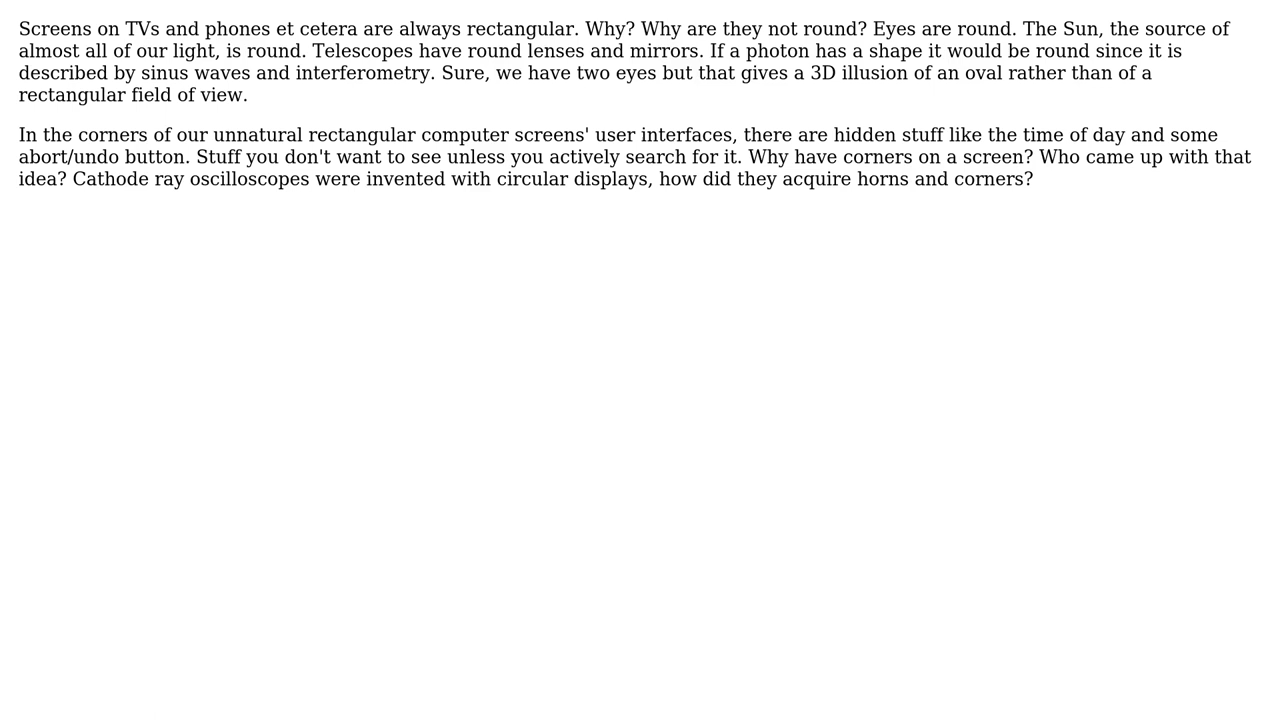 Screens on TVs and phones et cetera are always rectangular. Why? Why are they not round? Eyes are round. The Sun, the source of
almost all of our light, is round. Telescopes have round lenses and mirrors. If a photon has a shape it would be round since it is
described by sinus waves and interferometry. Sure, we have two eyes but that gives a 3D illusion of an oval rather than of a
rectangular field of view.
In the corners of our unnatural rectangular computer screens' user interfaces, there are hidden stuff like the time of day and some
abort/undo button. Stuff you don't want to see unless you actively search for it. Why have corners on a screen? Who came up with that
idea? Cathode ray oscilloscopes were invented with circular displays, how did they acquire horns and corners?